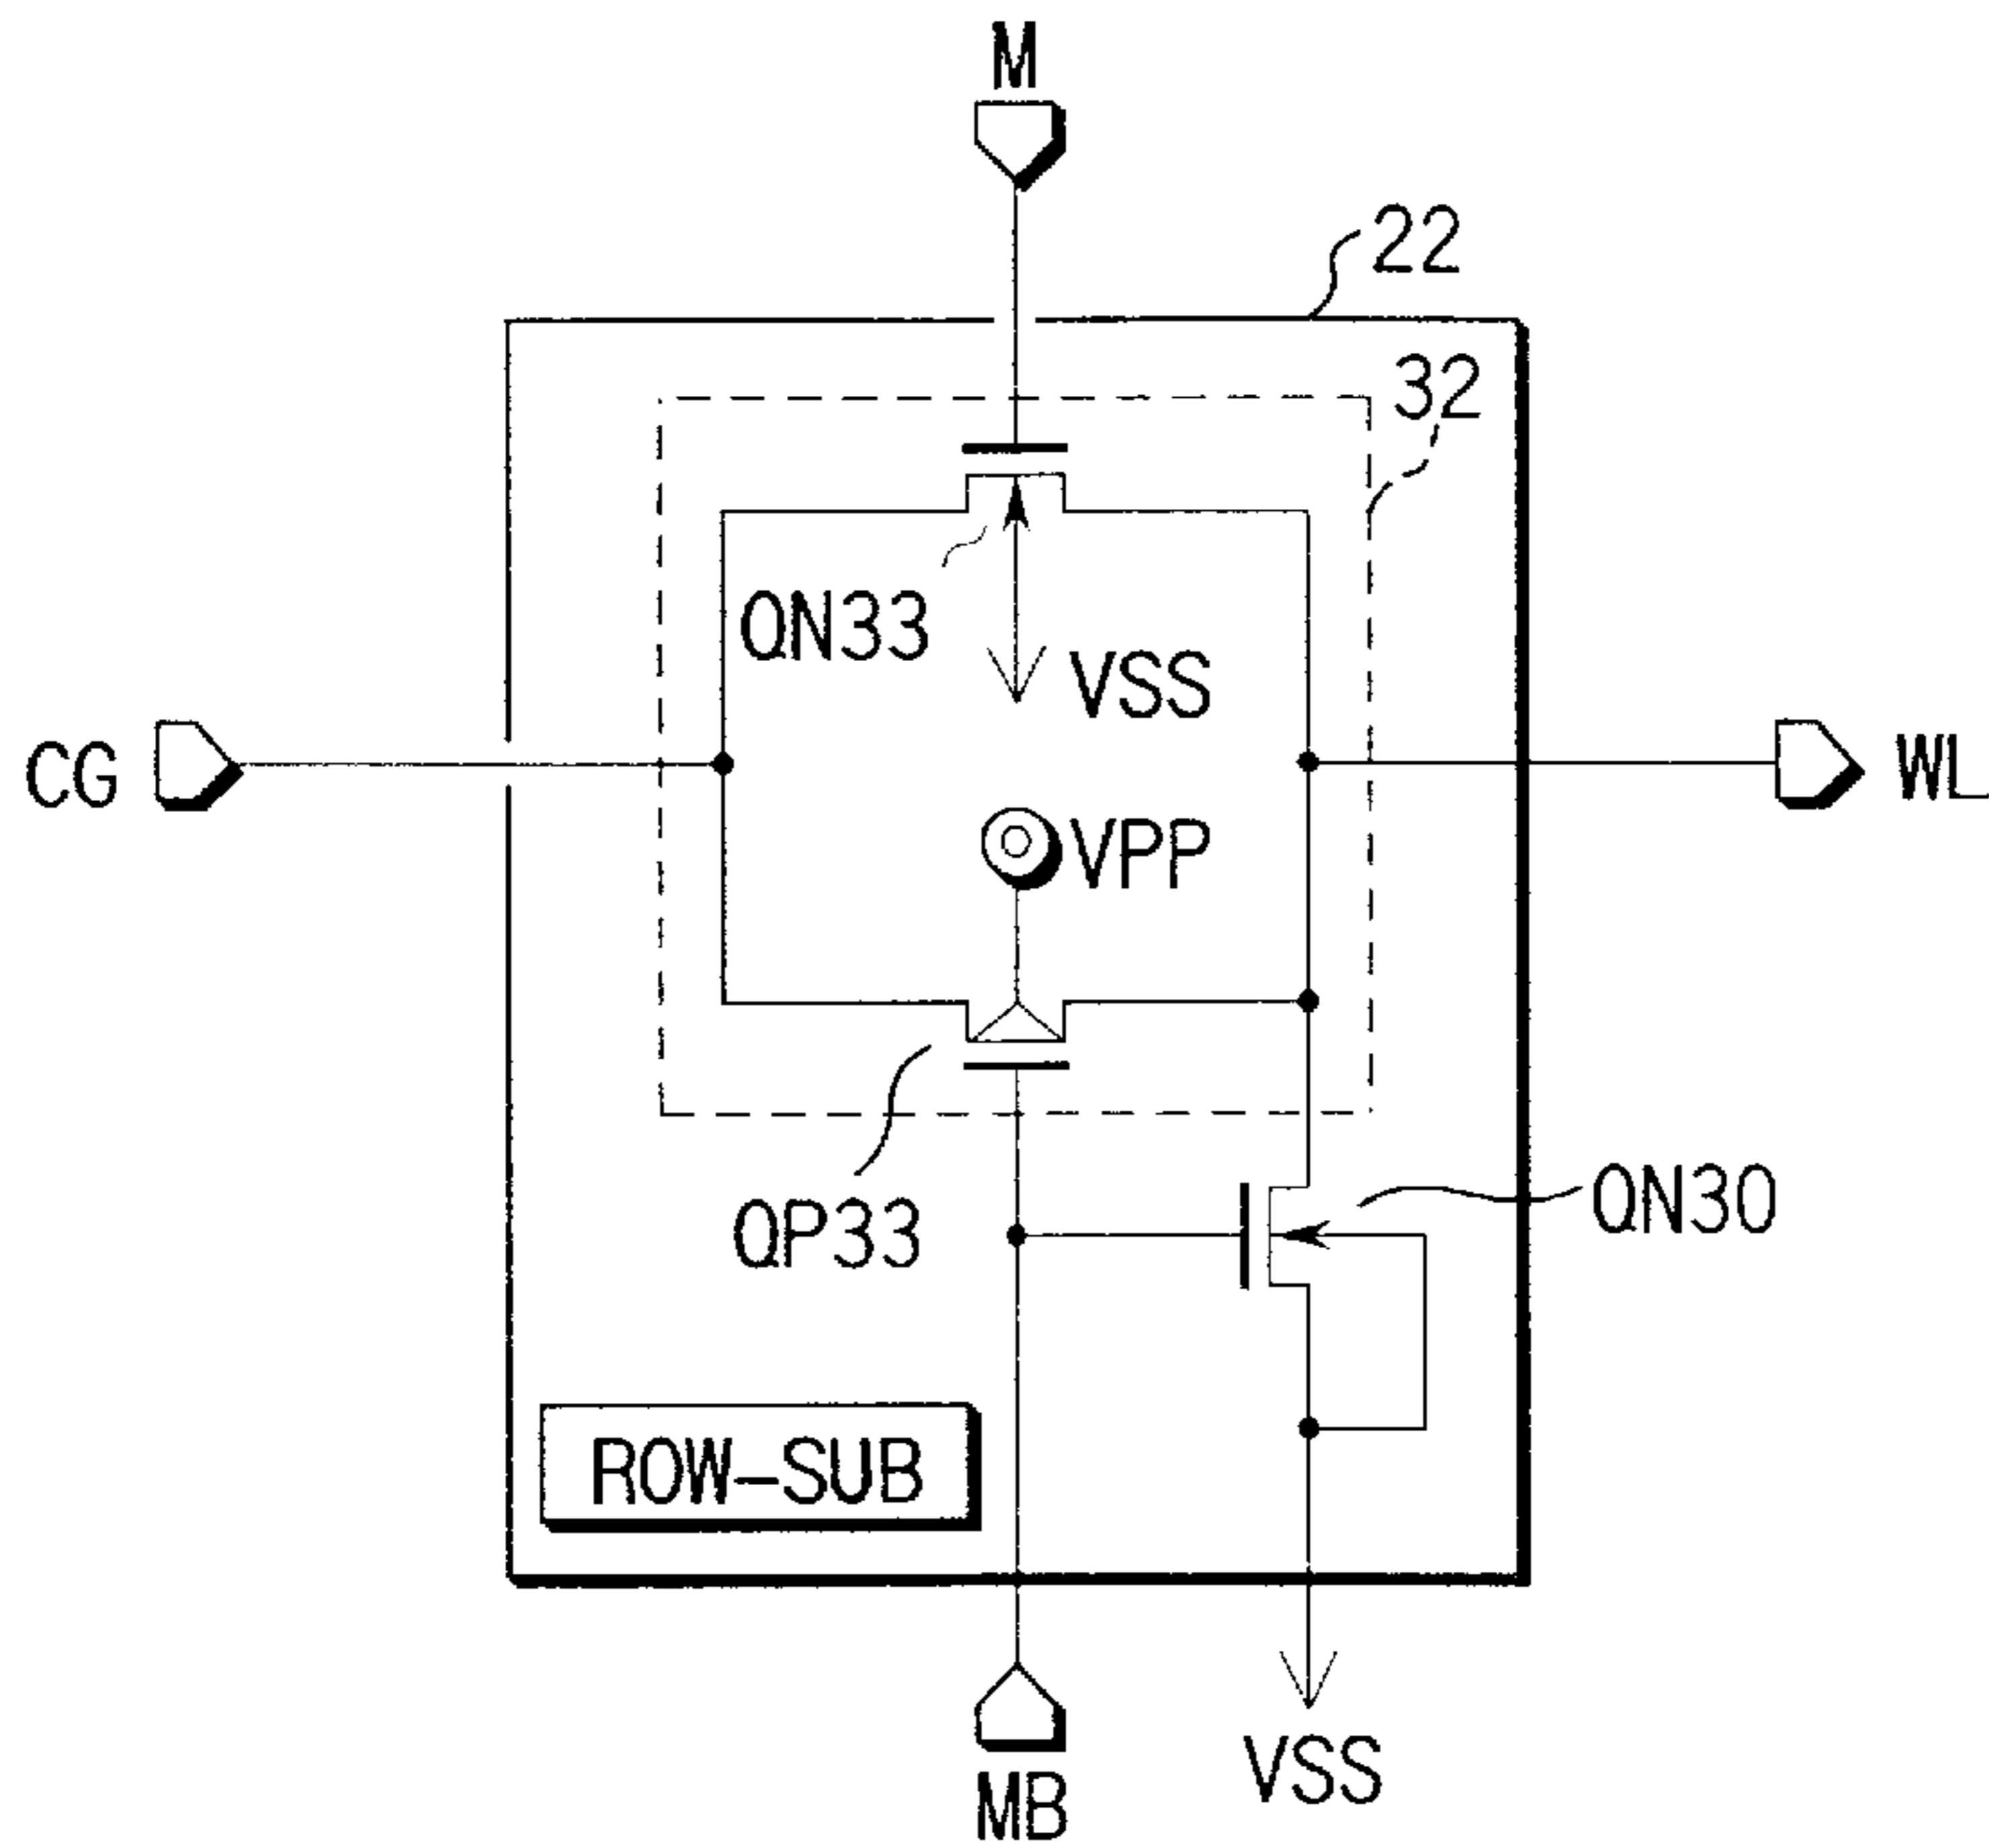 M
22
32
QN33
VSS
CG
WL
VPP
QP33
QN30
ROW-SUB
MB
VSS